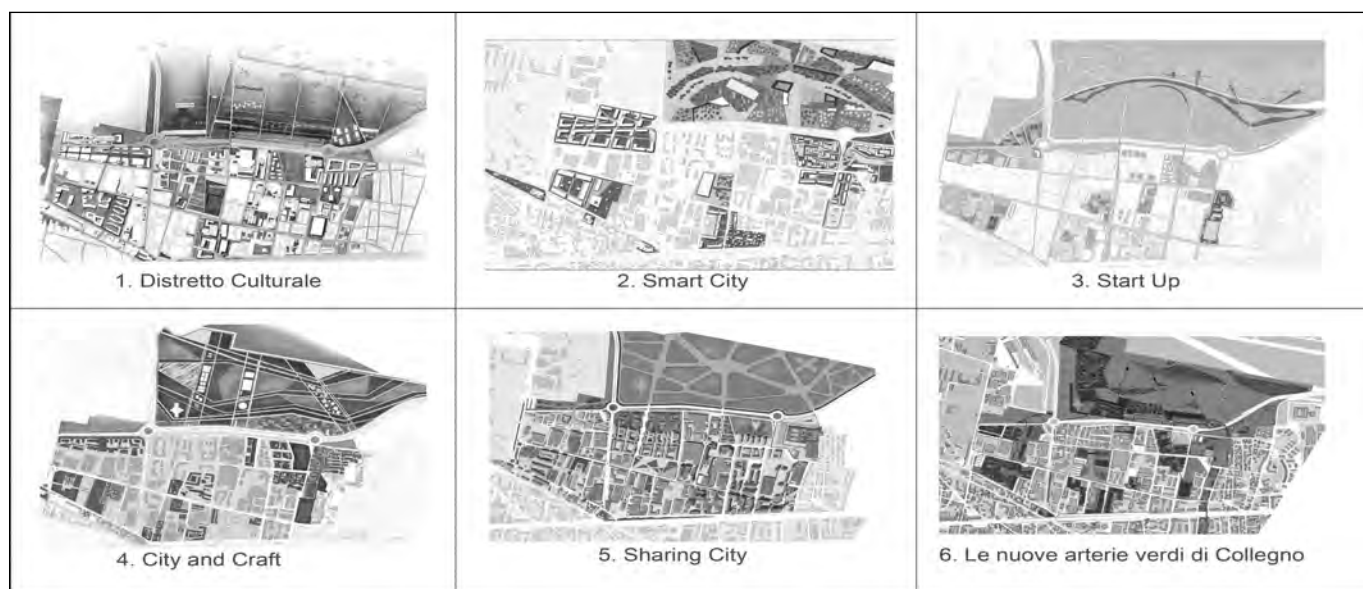 1. Distretto Culturale
2. Smart City
3. Start Up
4. City and Craft
5. Sharing City
6. Le nuove arterie verdi di Collegno